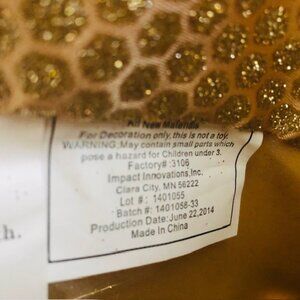 All New Materials
For Decoration only, this is not a toy.
WARNING, May contain small parts which
pose a hazard for Children under 3.
Factory# :3106
Impact Innovations,Inc.
Clara City, MN 56222
Lot # : 1401055
Batch #: 1401058-33
Production Date: June 22,2014
Made in China
h.